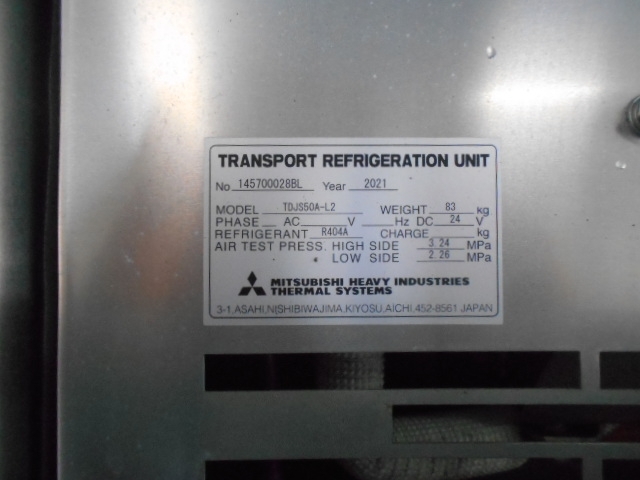 TRANSPORT REFRIGERATION UNIT
No 145700028BL Year 2021
MODEL TDJS50A-L2 WEIGHT 83 kg
PHASE AC V Hz DC 24 V
REFRIGERANT R404A CHARGE kg
AIR TEST PRESS. HIGH SIDE 3.24 MPa
LOW SIDE 2.26 MPa
MITSUBISHI HEAVY INDUSTRIES
THERMAL SYSTEMS
3-1,ASAHI,NISHIBIWAJIMA,KIYOSU,AICHI,452-8561 JAPAN